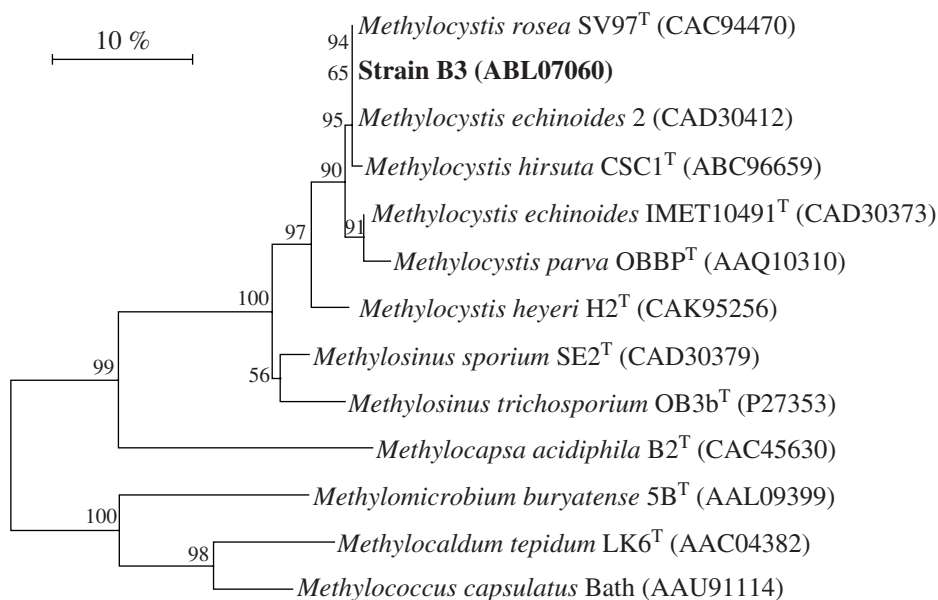 10 %
Methylocystis rosea SV97ᵀ (CAC94470)
94
65
Strain B3 (ABL07060)
95
Methylocystis echinoides 2 (CAD30412)
90
Methylocystis hirsuta CSC1ᵀ (ABC96659)
91
Methylocystis echinoides IMET10491ᵀ (CAD30373)
97
Methylocystis parva OBBPᵀ (AAQ10310)
100
Methylocystis heyeri H2ᵀ (CAK95256)
99
Methylosinus sporium SE2ᵀ (CAD30379)
56
Methylosinus trichosporium OB3bᵀ (P27353)
Methylocapsa acidiphila B2ᵀ (CAC45630)
100
Methylomicrobium buryatense 5Bᵀ (AAL09399)
98
Methylocaldum tepidum LK6ᵀ (AAC04382)
Methylococcus capsulatus Bath (AAU91114)